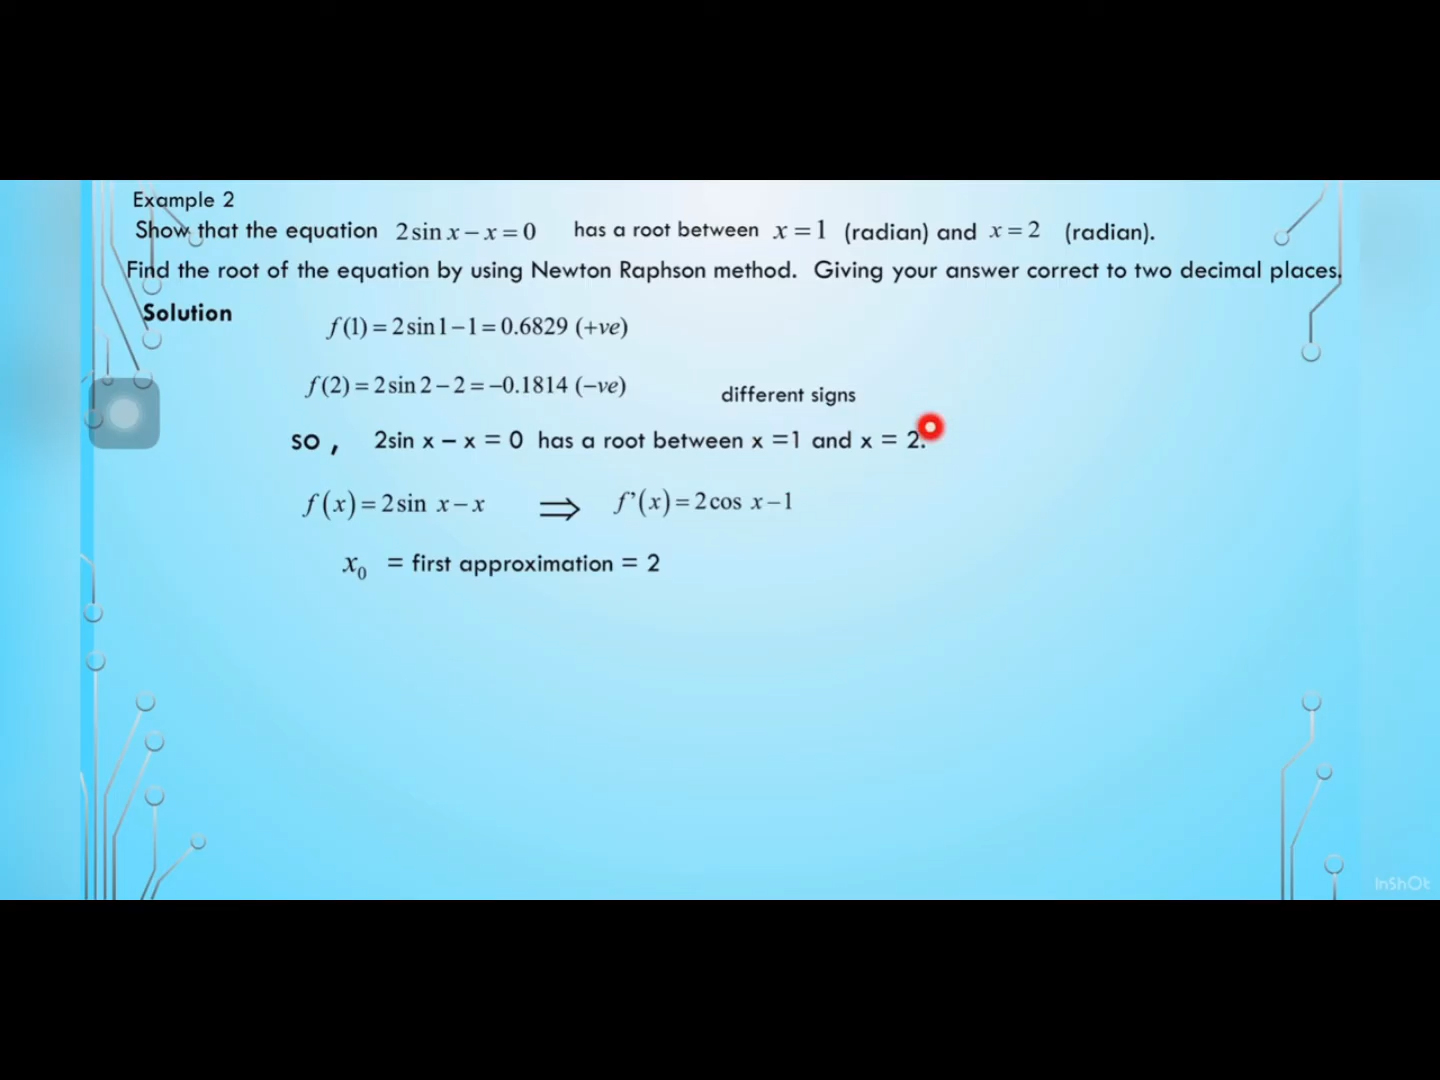 Example 2
Show that the equation 2 sin x − x = 0 has a root between x = 1 (radian) and x = 2 (radian).
Find the root of the equation by using Newton Raphson method. Giving your answer correct to two decimal places.
Solution
f(1) = 2 sin 1 − 1 = 0.6829 (+ve)
f(2) = 2 sin 2 − 2 = −0.1814 (−ve)
different signs
so , 2sin x – x = 0 has a root between x =1 and x = 2.
f(x) = 2 sin x − x ⟹ f'(x) = 2 cos x − 1
x₀ = first approximation = 2
InShOt